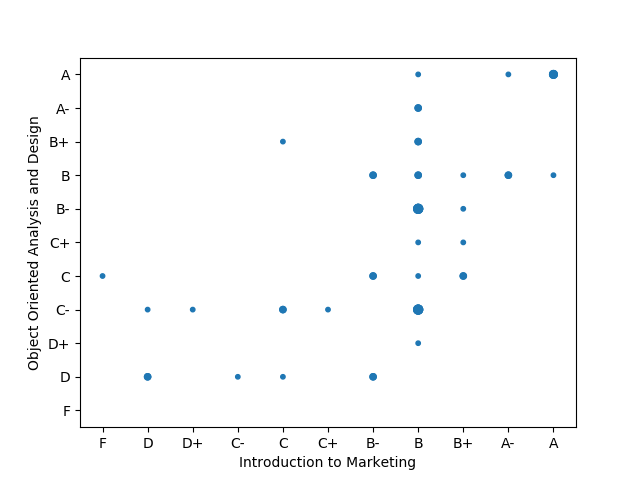 Object Oriented Analysis and Design
A
A-
B+
B
B-
C+
C
C-
D+
D
F
F D D+ C- C C+ B- B B+ A- A
Introduction to Marketing